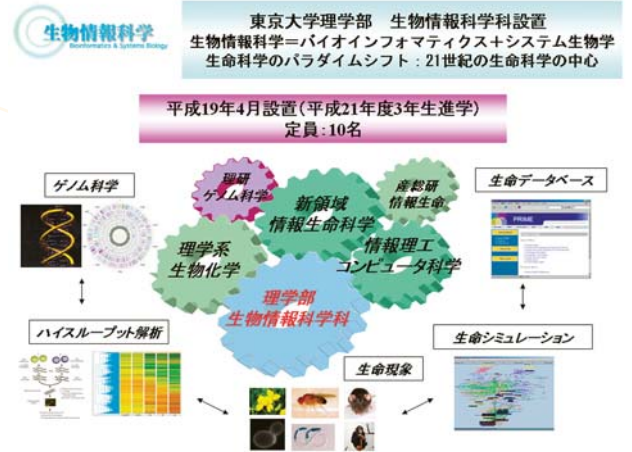 生物情報科学
Bioinformatics & Systems Biology
東京大学理学部 生物情報科学科設置
生物情報科学=バイオインフォマティクス+システム生物学
生命科学のパラダイムシフト:21世紀の生命科学の中心
平成19年4月設置(平成21年度3年生進学)
定員:10名
ゲノム科学
理研
ゲノム科学
新領域
情報生命科学
産総研
情報生命
生命データベース
PRIME
理学系
生物化学
情報理工
コンピュータ科学
理学部
生物情報科学科
ハイスループット解析
生命シミュレーション
生命現象